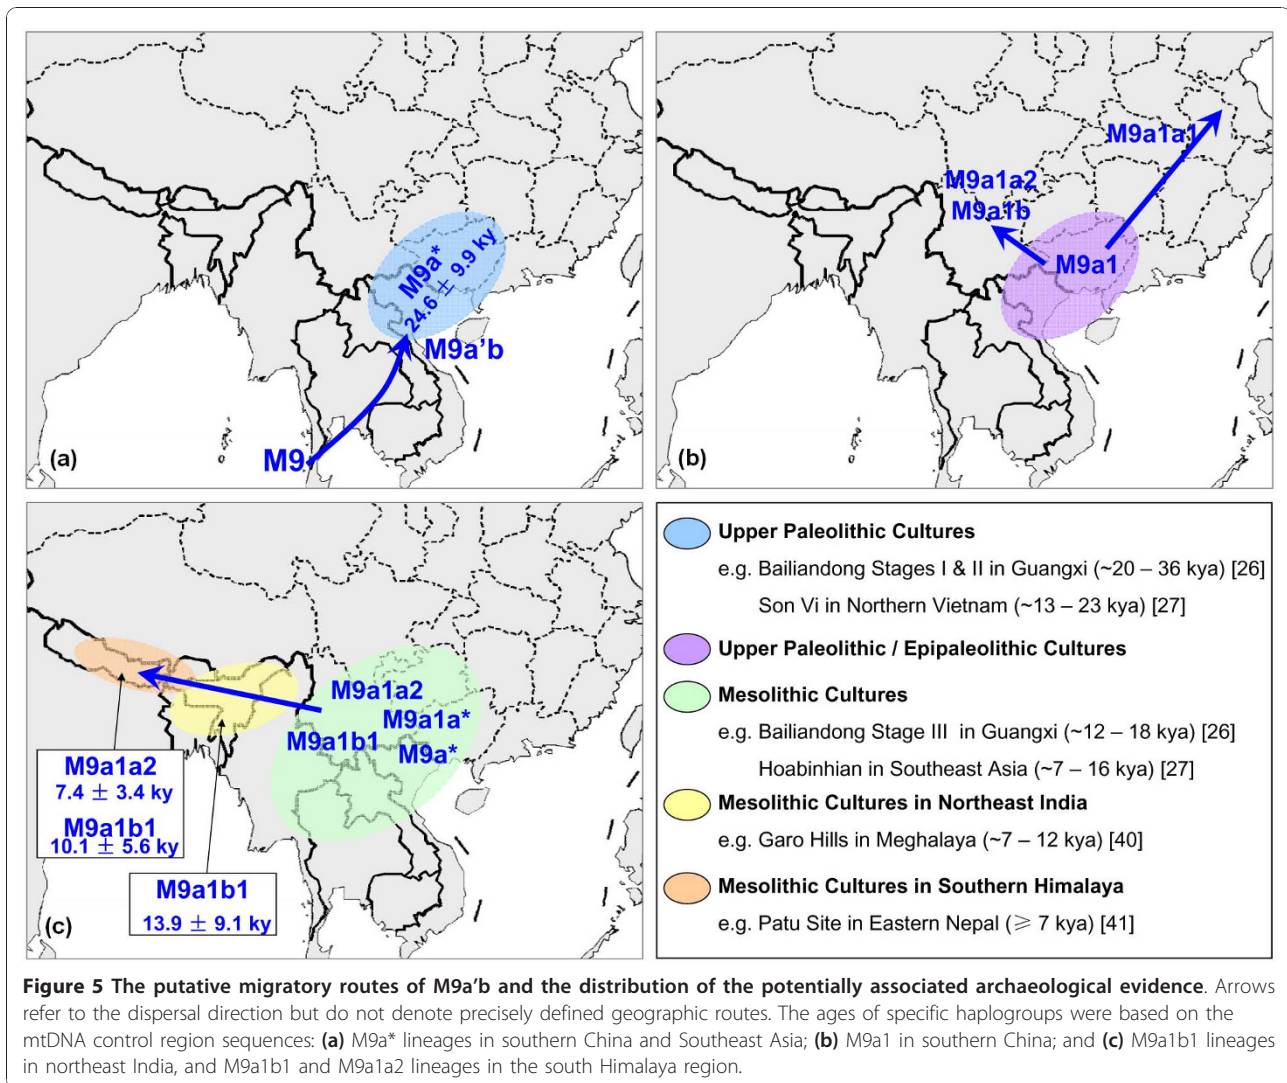 M9a*
24.6 ± 9.9 ky
M9a'b
M9
(a)
M9a1a1
M9a1a2
M9a1b
M9a1
(b)
M9a1a2
M9a1a*
M9a1b1
M9a*
M9a1a2
7.4 ± 3.4 ky
M9a1b1
10.1 ± 5.6 ky
M9a1b1
13.9 ± 9.1 ky
(c)
Upper Paleolithic Cultures
e.g. Bailiandong Stages I & II in Guangxi (~20 – 36 kya) [26]
Son Vi in Northern Vietnam (~13 – 23 kya) [27]
Upper Paleolithic / Epipaleolithic Cultures
Mesolithic Cultures
e.g. Bailiandong Stage III in Guangxi (~12 – 18 kya) [26]
Hoabinhian in Southeast Asia (~7 – 16 kya) [27]
Mesolithic Cultures in Northeast India
e.g. Garo Hills in Meghalaya (~7 – 12 kya) [40]
Mesolithic Cultures in Southern Himalaya
e.g. Patu Site in Eastern Nepal (⩾ 7 kya) [41]
Figure 5 The putative migratory routes of M9a'b and the distribution of the potentially associated archaeological evidence. Arrows
refer to the dispersal direction but do not denote precisely defined geographic routes. The ages of specific haplogroups were based on the
mtDNA control region sequences: (a) M9a* lineages in southern China and Southeast Asia; (b) M9a1 in southern China; and (c) M9a1b1 lineages
in northeast India, and M9a1b1 and M9a1a2 lineages in the south Himalaya region.